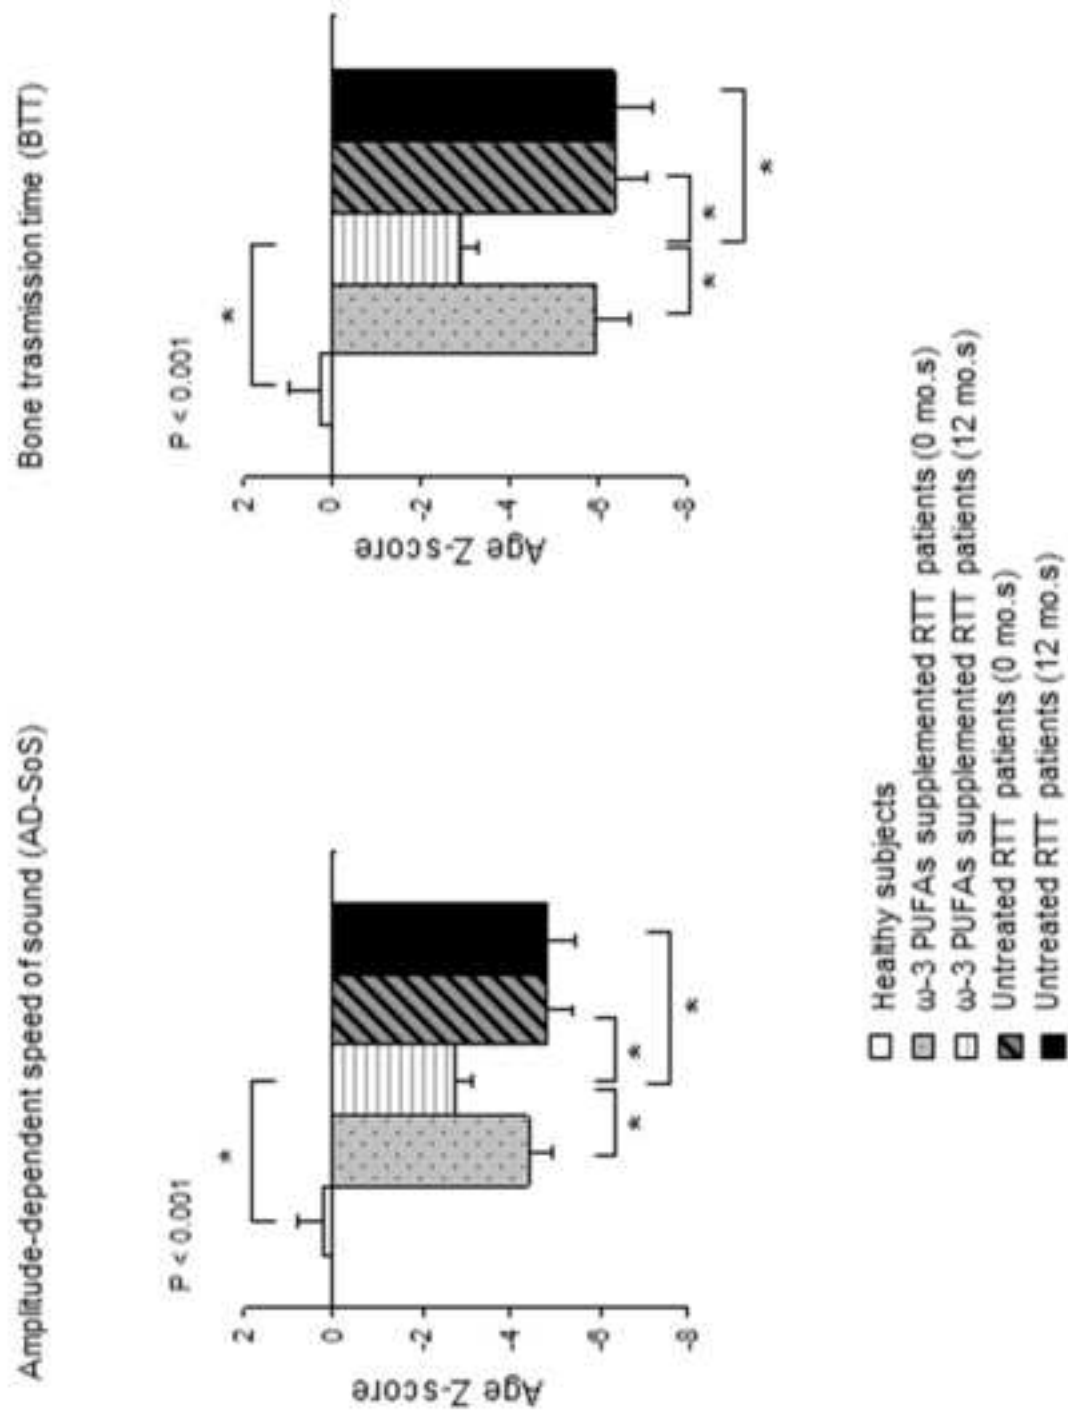 Amplitude-dependent speed of sound (AD-SoS)
P < 0.001
*
2
0
-2
-4
-6
-8
Age Z-score
*
*
*
Bone trasmission time (BTT)
P < 0.001
*
2
0
-2
-4
-6
-8
Age Z-score
*
*
*
Healthy subjects
ω-3 PUFAs supplemented RTT patients (0 mo.s)
ω-3 PUFAs supplemented RTT patients (12 mo.s)
Untreated RTT patients (0 mo.s)
Untreated RTT patients (12 mo.s)